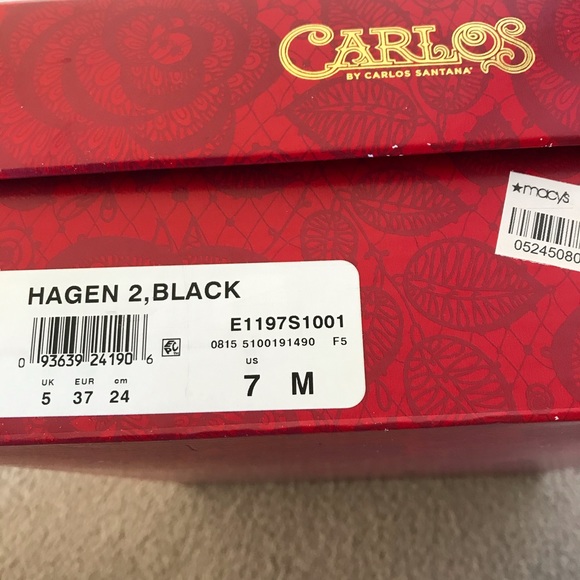 CARLOS
BY CARLOS SANTANA
★macy's
05245080
HAGEN 2,BLACK
E1197S1001
0 93639 24190 6
0815 5100191490 F5
UK EUR cm
5 37 24
US
7 M